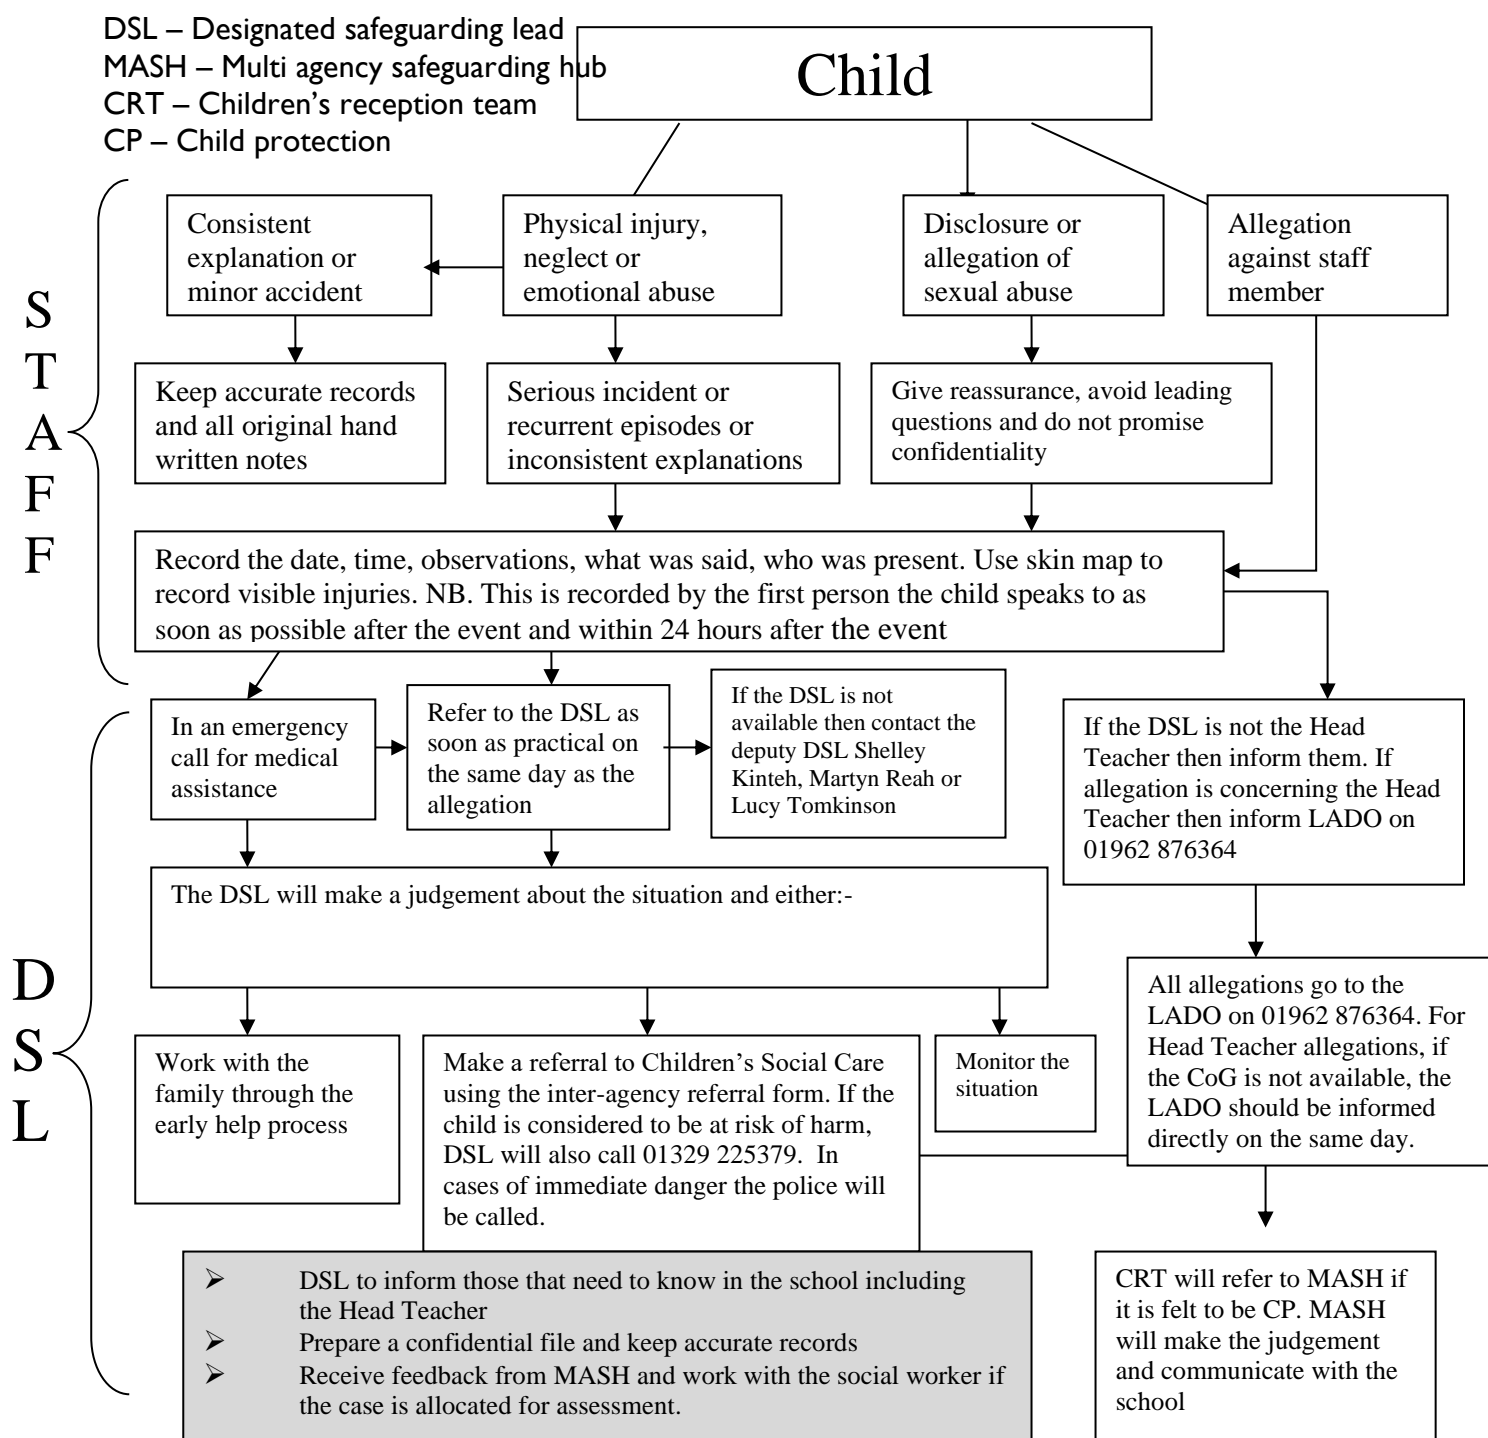 DSL – Designated safeguarding lead
MASH – Multi agency safeguarding hub
CRT – Children's reception team
CP – Child protection
Child
S
T
A
F
F
Consistent
explanation or
minor accident
Physical injury,
neglect or
emotional abuse
Disclosure or
allegation of
sexual abuse
Allegation
against staff
member
Keep accurate records
and all original hand
written notes
Serious incident or
recurrent episodes or
inconsistent explanations
Give reassurance, avoid leading
questions and do not promise
confidentiality
Record the date, time, observations, what was said, who was present. Use skin map to
record visible injuries. NB. This is recorded by the first person the child speaks to as
soon as possible after the event and within 24 hours after the event
D
S
L
In an emergency
call for medical
assistance
Refer to the DSL as
soon as practical on
the same day as the
allegation
If the DSL is not
available then contact the
deputy DSL Shelley
Kinteh, Martyn Reah or
Lucy Tomkinson
If the DSL is not the Head
Teacher then inform them. If
allegation is concerning the Head
Teacher then inform LADO on
01962 876364
The DSL will make a judgement about the situation and either:-
All allegations go to the
LADO on 01962 876364. For
Head Teacher allegations, if
the CoG is not available, the
LADO should be informed
directly on the same day.
Work with the
family through the
early help process
Make a referral to Children's Social Care
using the inter-agency referral form. If the
child is considered to be at risk of harm,
DSL will also call 01329 225379.  In
cases of immediate danger the police will
be called.
Monitor the
situation
➢ DSL to inform those that need to know in the school including
the Head Teacher
➢ Prepare a confidential file and keep accurate records
➢ Receive feedback from MASH and work with the social worker if
the case is allocated for assessment.
CRT will refer to MASH if
it is felt to be CP. MASH
will make the judgement
and communicate with the
school